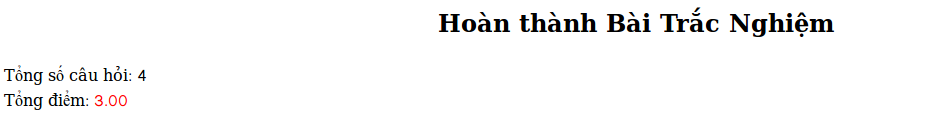 Hoàn thành Bài Trắc Nghiệm
Tổng số câu hỏi: 4
Tổng điểm: 3.00